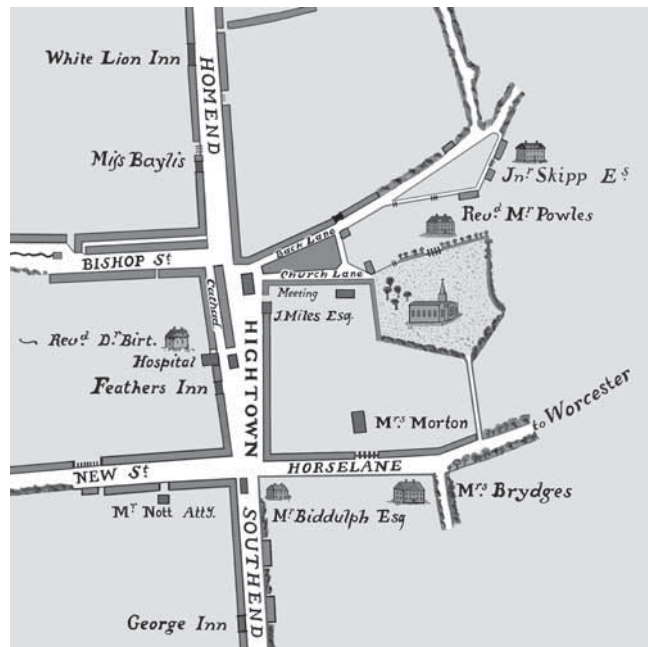 White Lion Inn
HOMEND
Miſs Baylis
Jnr Skipp Es.
Revd Mr Powles
Back Lane
BISHOP St
Church Lane
Cathad.
Meeting
J.Miles Esq
Revd Dr Birt.
Hospital
HIGHTOWN
Feathers Inn
to Worcester
Mrs Morton
HORSELANE
NEW St
Mrs Brydges
Mr Nott Atty.
Mr Biddulph Esq
SOUTHEND
George Inn